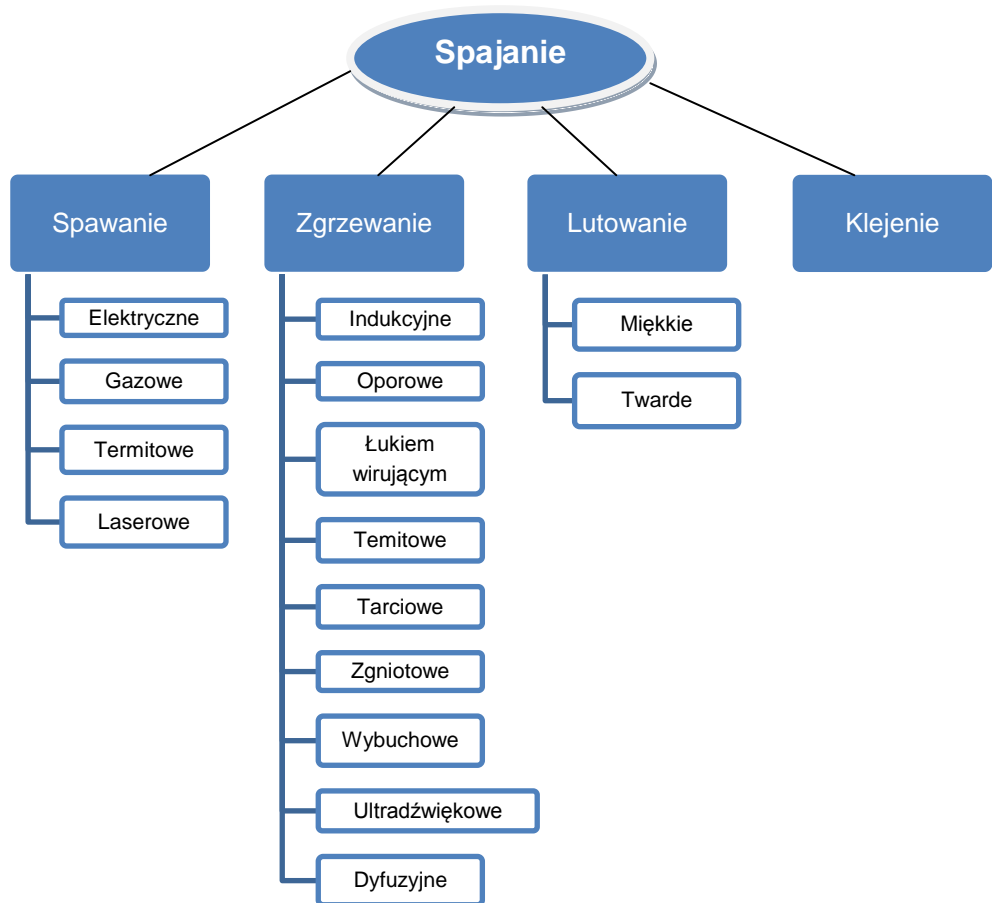 Spajanie
Spawanie
Elektryczne
Gazowe
Termitowe
Laserowe
Zgrzewanie
Indukcyjne
Oporowe
Łukiem
wirującym
Temitowe
Tarciowe
Zgniotowe
Wybuchowe
Ultradźwiękowe
Dyfuzyjne
Lutowanie
Miękkie
Twarde
Klejenie